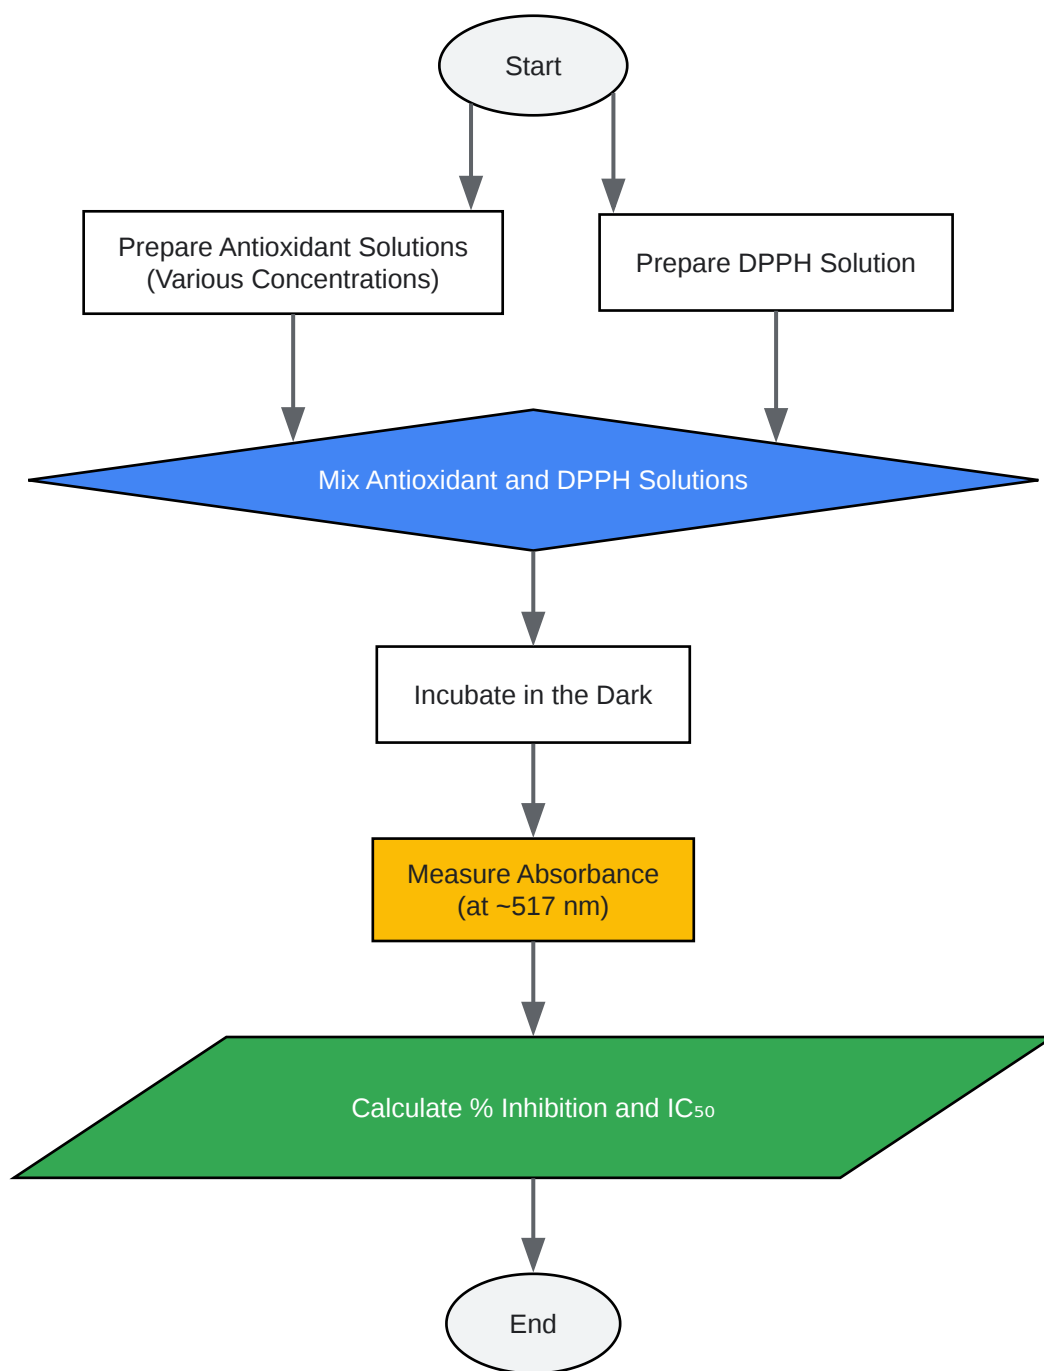 Start
Prepare Antioxidant Solutions
(Various Concentrations)
Prepare DPPH Solution
Mix Antioxidant and DPPH Solutions
Incubate in the Dark
Measure Absorbance
(at ~517 nm)
Calculate % Inhibition and IC₅₀
End